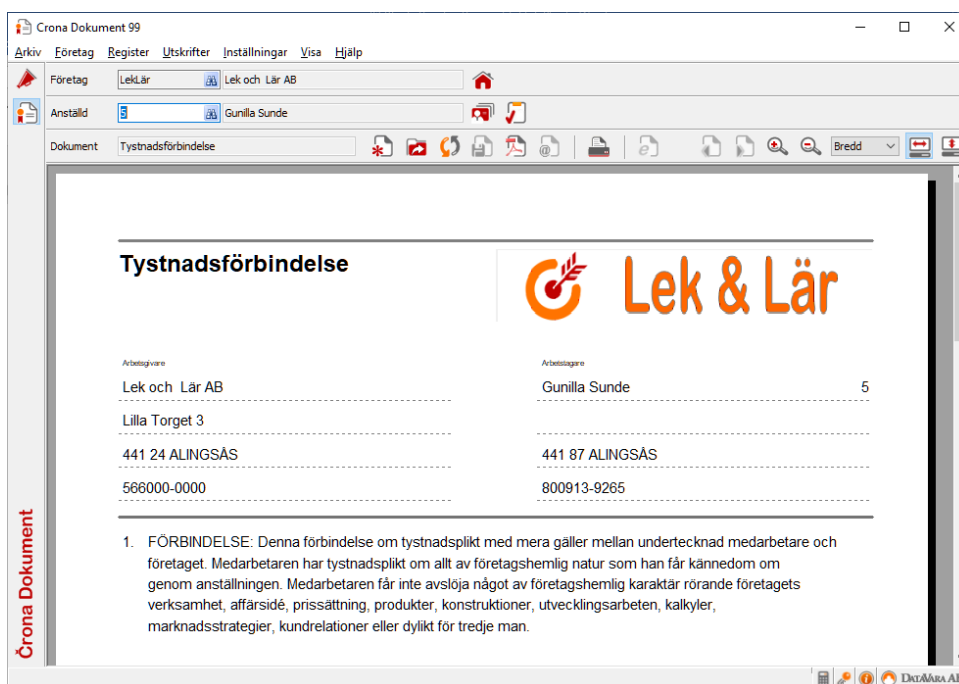 Crona Dokument 99
Arkiv Företag Register Utskrifter Inställningar Visa Hjälp
Företag LekLär Lek och Lär AB
Anställd 5 Gunilla Sunde
Dokument Tystnadsförbindelse Bredd
Tystnadsförbindelse
Lek & Lär
Arbetsgivare Arbetstagare
Lek och Lär AB Gunilla Sunde 5
Lilla Torget 3
441 24 ALINGSÅS 441 87 ALINGSÅS
566000-0000 800913-9265
1. FÖRBINDELSE: Denna förbindelse om tystnadsplikt med mera gäller mellan undertecknad medarbetare och
företaget. Medarbetaren har tystnadsplikt om allt av företagshemlig natur som han får kännedom om
genom anställningen. Medarbetaren får inte avslöja något av företagshemlig karaktär rörande företagets
verksamhet, affärsidé, prissättning, produkter, konstruktioner, utvecklingsarbeten, kalkyler,
marknadsstrategier, kundrelationer eller dylikt för tredje man.
Črona Dokument
DATAVARA AB